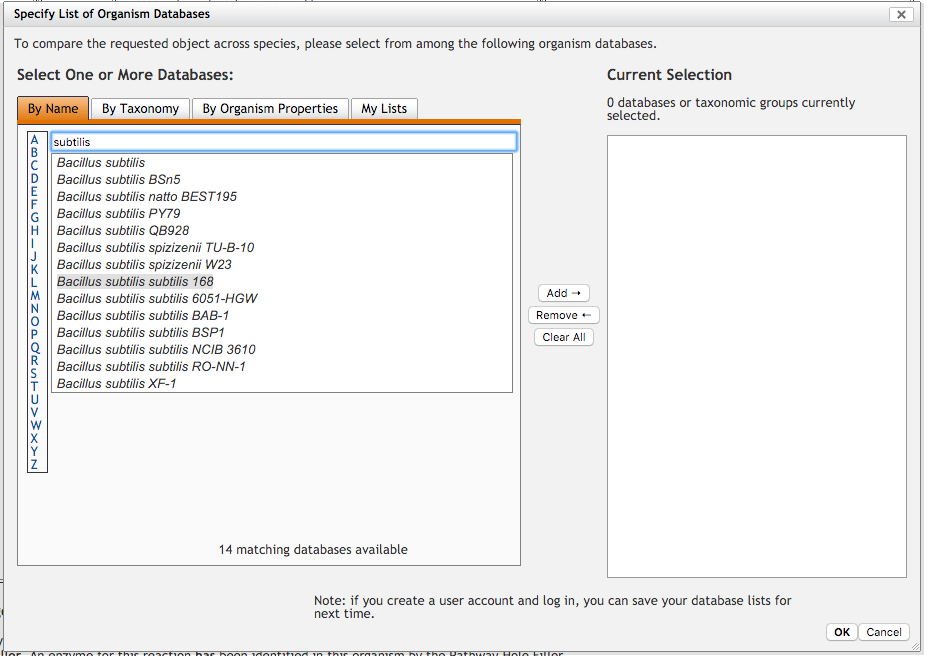 Specify List of Organism Databases
To compare the requested object across species, please select from among the following organism databases.
Select One or More Databases:
Current Selection
By Name
By Taxonomy
By Organism Properties
My Lists
0 databases or taxonomic groups currently
selected.
A
B
C
D
E
F
G
H
I
J
K
L
M
N
O
P
Q
R
S
T
U
V
W
X
Y
Z
subtilis
Bacillus subtilis
Bacillus subtilis BSn5
Bacillus subtilis natto BEST195
Bacillus subtilis PY79
Bacillus subtilis QB928
Bacillus subtilis spizizenii TU-B-10
Bacillus subtilis spizizenii W23
Bacillus subtilis subtilis 168
Bacillus subtilis subtilis 6051-HGW
Bacillus subtilis subtilis BAB-1
Bacillus subtilis subtilis BSP1
Bacillus subtilis subtilis NCIB 3610
Bacillus subtilis subtilis RO-NN-1
Bacillus subtilis XF-1
Add →
Remove ←
Clear All
14 matching databases available
Note: if you create a user account and log in, you can save your database lists for
next time.
OK
Cancel
An enzyme for this reaction has been identified in this organism by the Pathway Hole Filler.